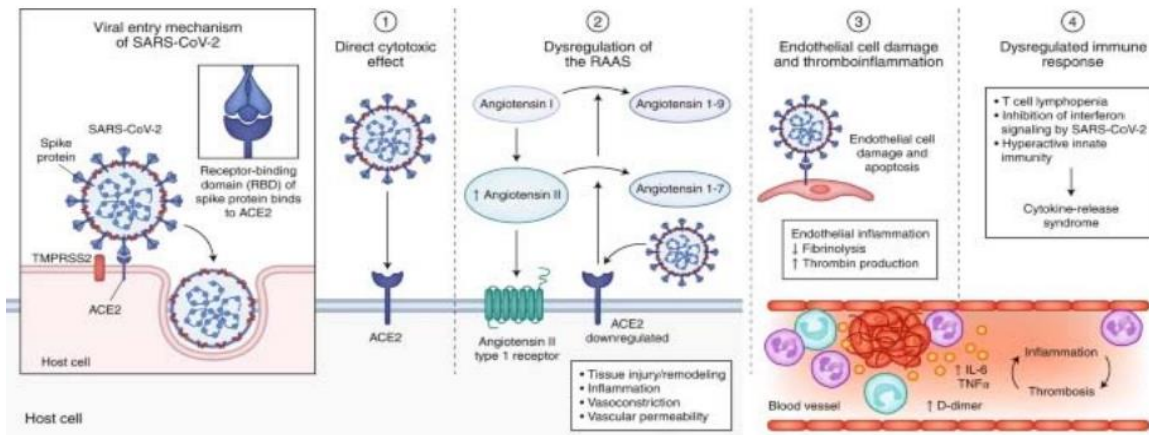 Viral entry mechanism
of SARS-CoV-2
SARS-CoV-2
Spike
protein
Receptor-binding
domain (RBD) of
spike protein binds
to ACE2
TMPRSS2
ACE2
Host cell
Host cell
1
Direct cytotoxic
effect
ACE2
2
Dysregulation of
the RAAS
Angiotensin I
Angiotensin 1-9
↑ Angiotensin II
Angiotensin 1-7
Angiotensin II
type 1 receptor
ACE2
downregulated
• Tissue injury/remodeling
• Inflammation
• Vasoconstriction
• Vascular permeability
3
Endothelial cell damage
and thromboinflammation
Endothelial cell
damage and
apoptosis
Endothelial inflammation
↓ Fibrinolysis
↑ Thrombin production
4
Dysregulated immune
response
• T cell lymphopenia
• Inhibition of interferon
signaling by SARS-CoV-2
• Hyperactive innate
immunity
Cytokine-release
syndrome
↑ IL-6
TNFα
↑ D-dimer
Blood vessel
Inflammation
Thrombosis